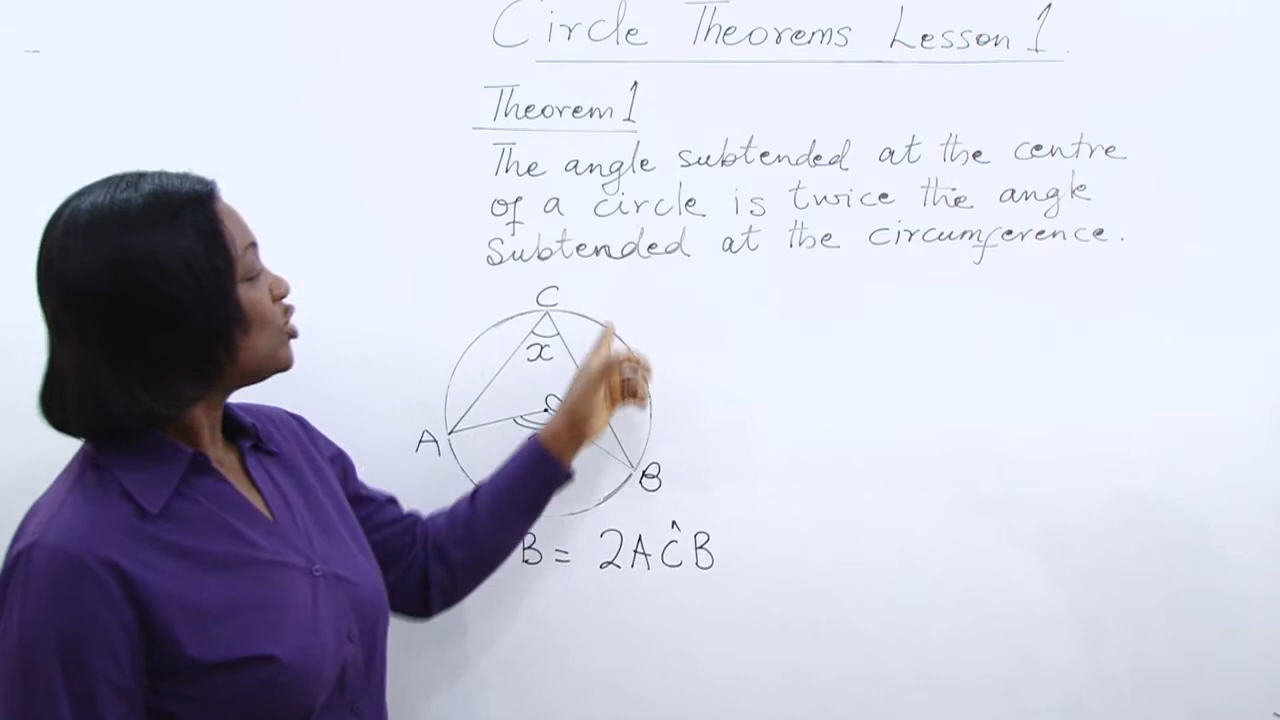 Circle Theorems Lesson 1.
Theorem 1
The angle subtended at the centre
of a circle is twice the angle
Subtended at the circumference.
C
x
O
A
B
B = 2AĈB